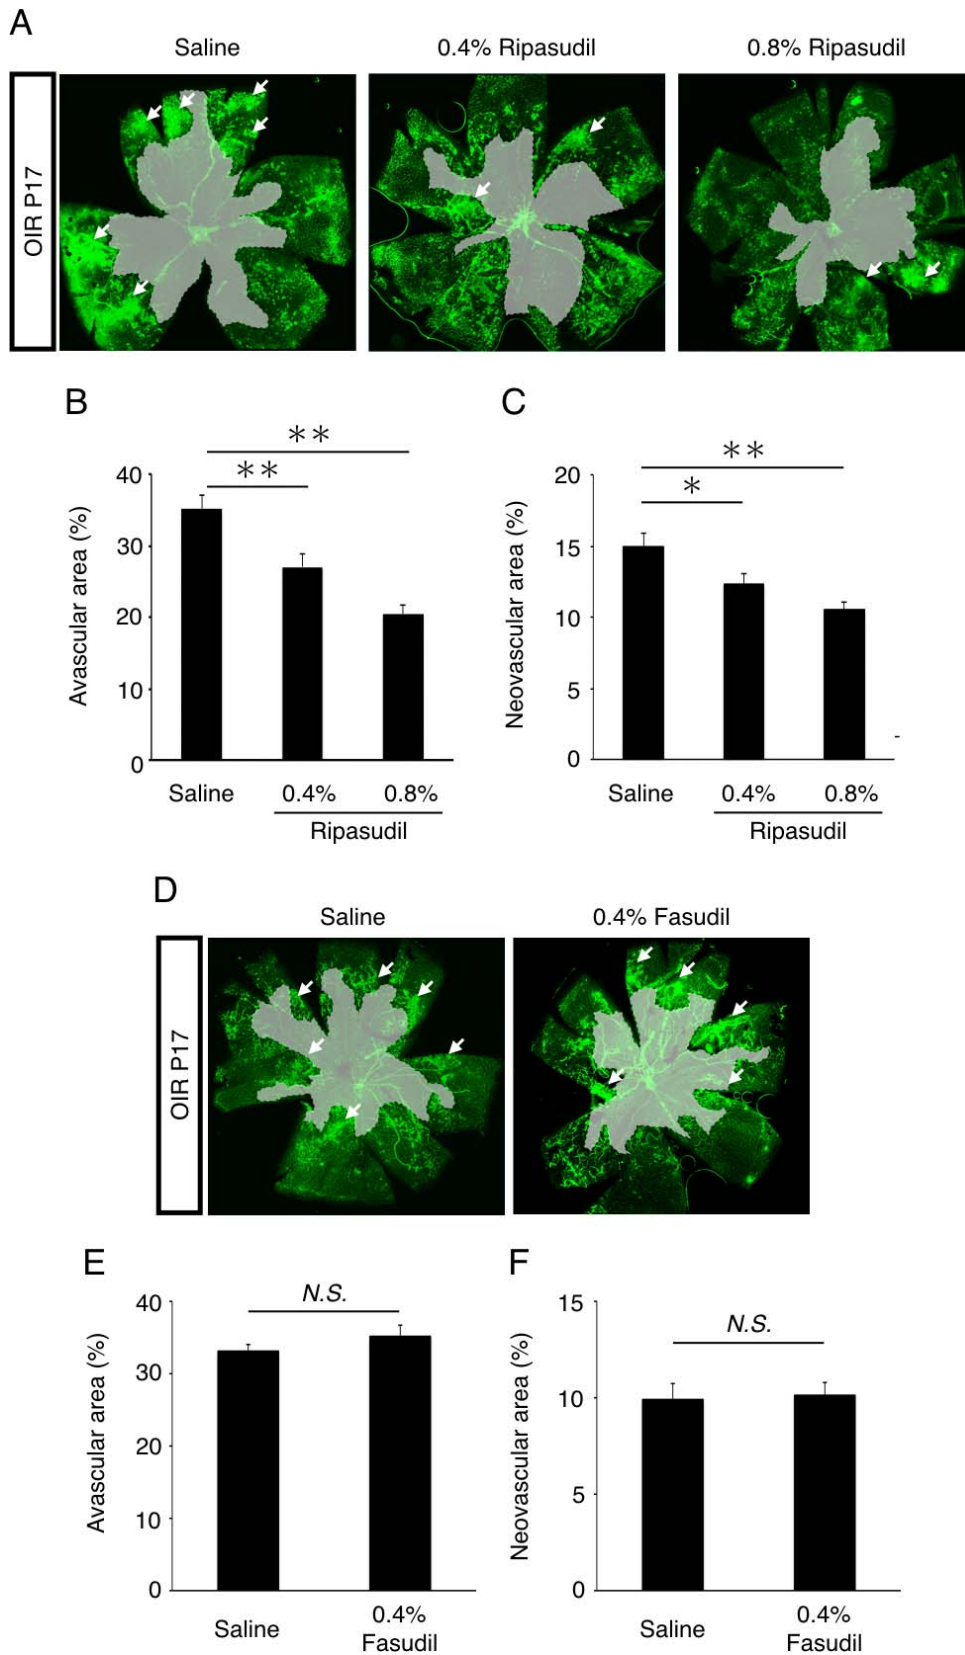 A
Saline
0.4% Ripasudil
0.8% Ripasudil
OIR P17
B
**
**
40
30
20
10
0
Avascular area (%)
Saline
0.4%
0.8%
Ripasudil
C
**
*
20
15
10
5
0
Neovascular area (%)
Saline
0.4%
0.8%
Ripasudil
D
Saline
0.4% Fasudil
OIR P17
E
N.S.
40
30
20
10
0
Avascular area (%)
Saline
0.4%
Fasudil
F
N.S.
15
10
5
0
Neovascular area (%)
Saline
0.4%
Fasudil